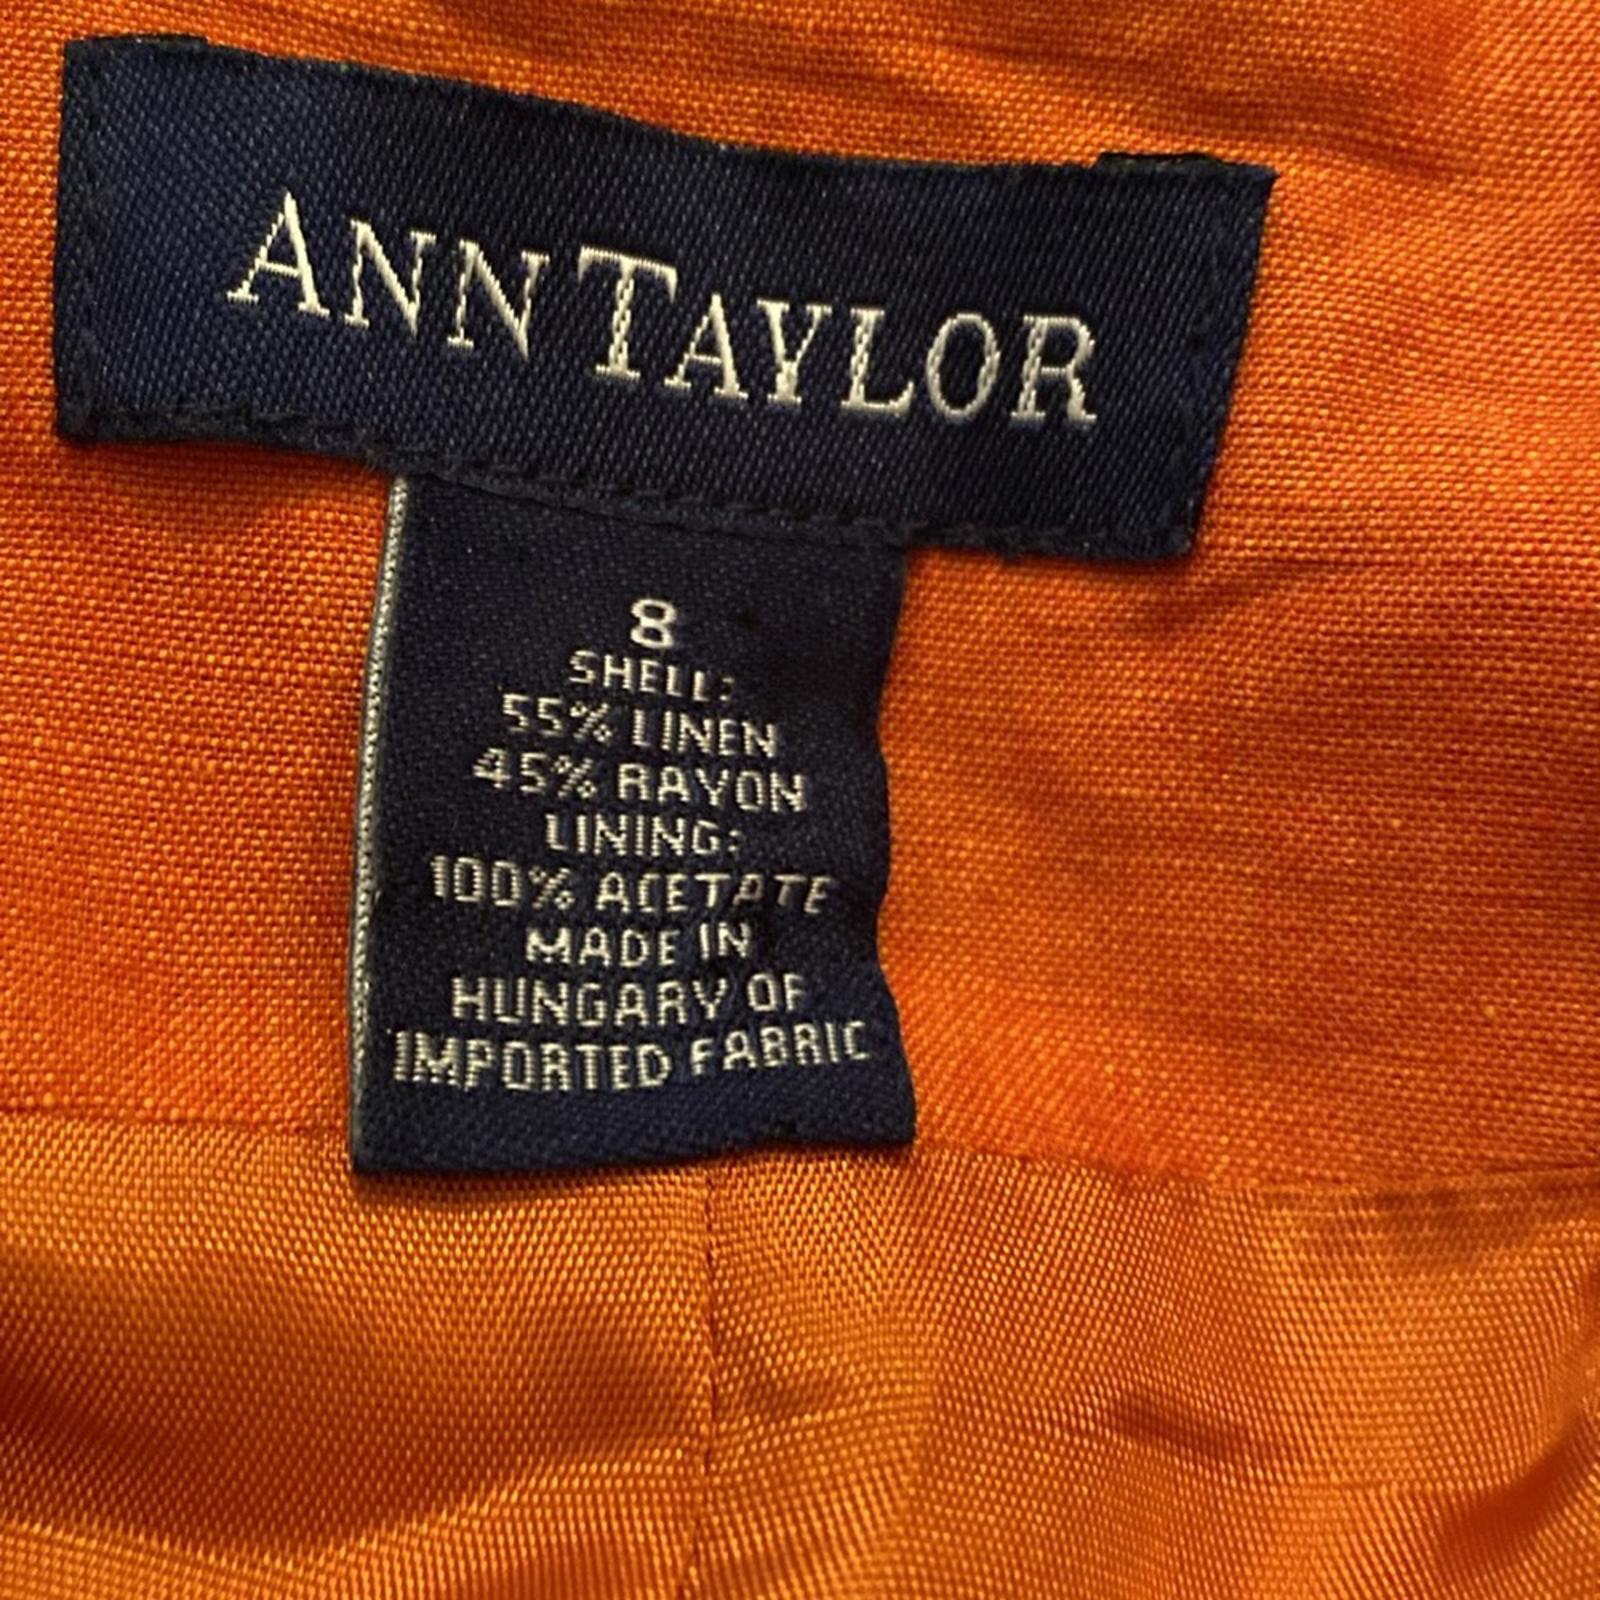 ANN TAYLOR
8
SHELL:
55% LINEN
45% RAYON
LINING:
100% ACETATE
MADE IN
HUNGARY OF
IMPORTED FABRIC